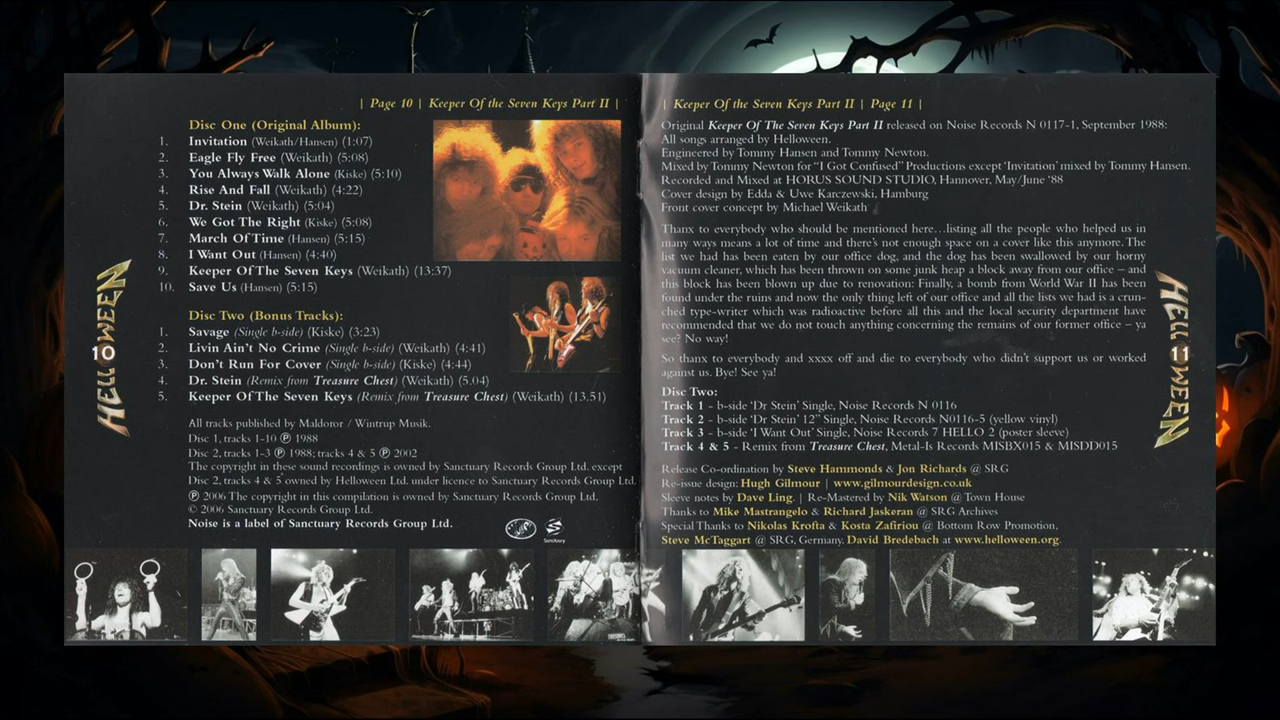 | Page 10 | Keeper Of the Seven Keys Part II |
Disc One (Original Album):
1. Invitation (Weikath/Hansen) (1:07)
2. Eagle Fly Free (Weikath) (5:08)
3. You Always Walk Alone (Kiske) (5:10)
4. Rise And Fall (Weikath) (4:22)
5. Dr. Stein (Weikath) (5:04)
6. We Got The Right (Kiske) (5:08)
7. March Of Time (Hansen) (5:15)
8. I Want Out (Hansen) (4:40)
9. Keeper Of The Seven Keys (Weikath) (13:37)
10. Save Us (Hansen) (5:15)
Disc Two (Bonus Tracks):
1. Savage (Single b-side) (Kiske) (3:23)
2. Livin Ain't No Crime (Single b-side) (Weikath) (4:41)
3. Don't Run For Cover (Single b-side) (Kiske) (4:44)
4. Dr. Stein (Remix from Treasure Chest) (Weikath) (5.04)
5. Keeper Of The Seven Keys (Remix from Treasure Chest) (Weikath) (13.51)
All tracks published by Maldoror / Wintrup Musik.
Disc 1, tracks 1-10 ℗ 1988
Disc 2, tracks 1-3 ℗ 1988; tracks 4 & 5 ℗ 2002
The copyright in these sound recordings is owned by Sanctuary Records Group Ltd. except
Disc 2, tracks 4 & 5 owned by Helloween Ltd. under licence to Sanctuary Records Group Ltd.
℗ 2006 The copyright in this compilation is owned by Sanctuary Records Group Ltd.
© 2006 Sanctuary Records Group Ltd.
Noise is a label of Sanctuary Records Group Ltd.
Sanctuary
HELLOWEEN
10
| Keeper Of the Seven Keys Part II | Page 11 |
Original Keeper Of The Seven Keys Part II released on Noise Records N 0117-1, September 1988:
All songs arranged by Helloween.
Engineered by Tommy Hansen and Tommy Newton.
Mixed by Tommy Newton for "I Got Confused" Productions except 'Invitation' mixed by Tommy Hansen.
Recorded and Mixed at HORUS SOUND STUDIO, Hannover, May/June '88
Cover design by Edda & Uwe Karczewski, Hamburg
Front cover concept by Michael Weikath
Thanx to everybody who should be mentioned here...listing all the people who helped us in
many ways means a lot of time and there's not enough space on a cover like this anymore. The
list we had has been eaten by our office dog, and the dog has been swallowed by our horny
vacuum cleaner, which has been thrown on some junk heap a block away from our office – and
this block has been blown up due to renovation: Finally, a bomb from World War II has been
found under the ruins and now the only thing left of our office and all the lists we had is a crun-
ched type-writer which was radioactive before all this and the local security department have
recommended that we do not touch anything concerning the remains of our former office – ya
see? No way!
So thanx to everybody and xxxx off and die to everybody who didn't support us or worked
against us. Bye! See ya!
Disc Two:
Track 1 - b-side 'Dr Stein' Single, Noise Records N 0116
Track 2 - b-side 'Dr Stein' 12" Single, Noise Records N0116-5 (yellow vinyl)
Track 3 - b-side 'I Want Out' Single, Noise Records 7 HELLO 2 (poster sleeve)
Track 4 & 5 - Remix from Treasure Chest, Metal-Is Records MISBX015 & MISDD015
Release Co-ordination by Steve Hammonds & Jon Richards @ SRG
Re-issue design: Hugh Gilmour | www.gilmourdesign.co.uk
Sleeve notes by Dave Ling. | Re-Mastered by Nik Watson @ Town House
Thanks to Mike Mastrangelo & Richard Jaskeran @ SRG Archives
Special Thanks to Nikolas Krofta & Kosta Zafiriou @ Bottom Row Promotion,
Steve McTaggart @ SRG, Germany, David Bredebach at www.helloween.org.
HELLOWEEN
11